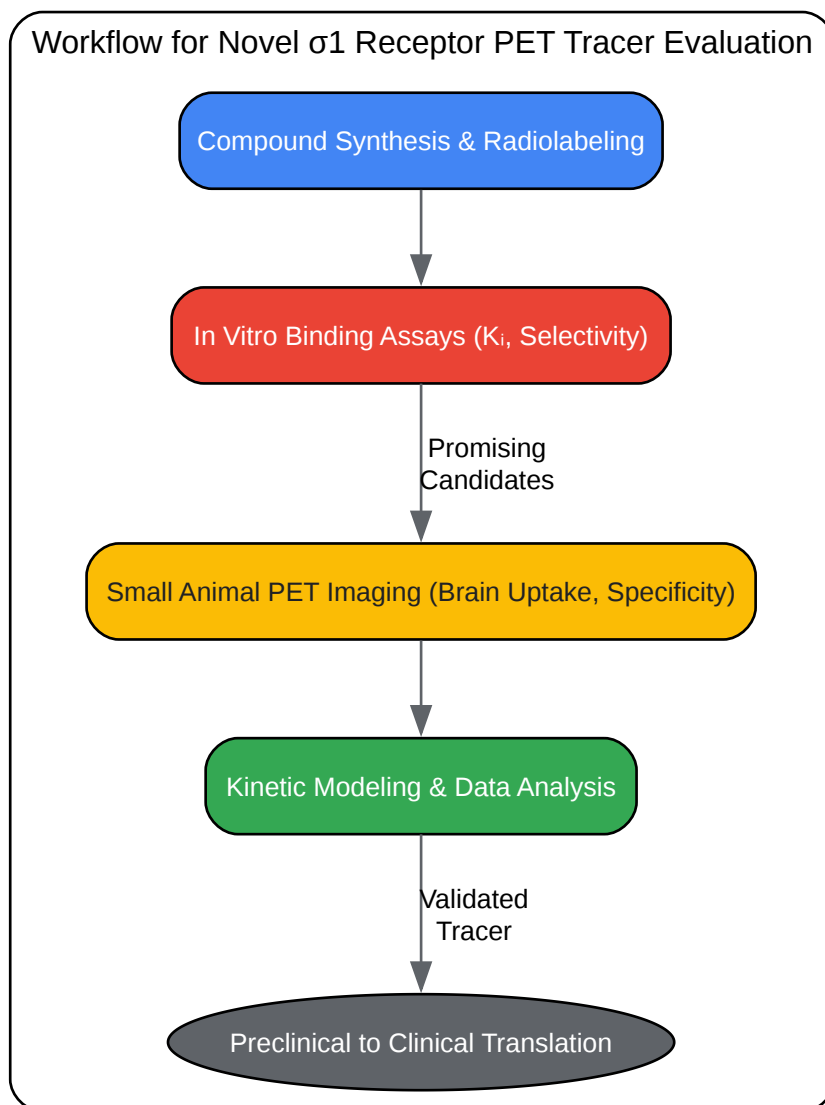 Workflow for Novel σ1 Receptor PET Tracer Evaluation
Compound Synthesis & Radiolabeling
In Vitro Binding Assays (Kᵢ, Selectivity)
Promising
Candidates
Small Animal PET Imaging (Brain Uptake, Specificity)
Kinetic Modeling & Data Analysis
Validated
Tracer
Preclinical to Clinical Translation